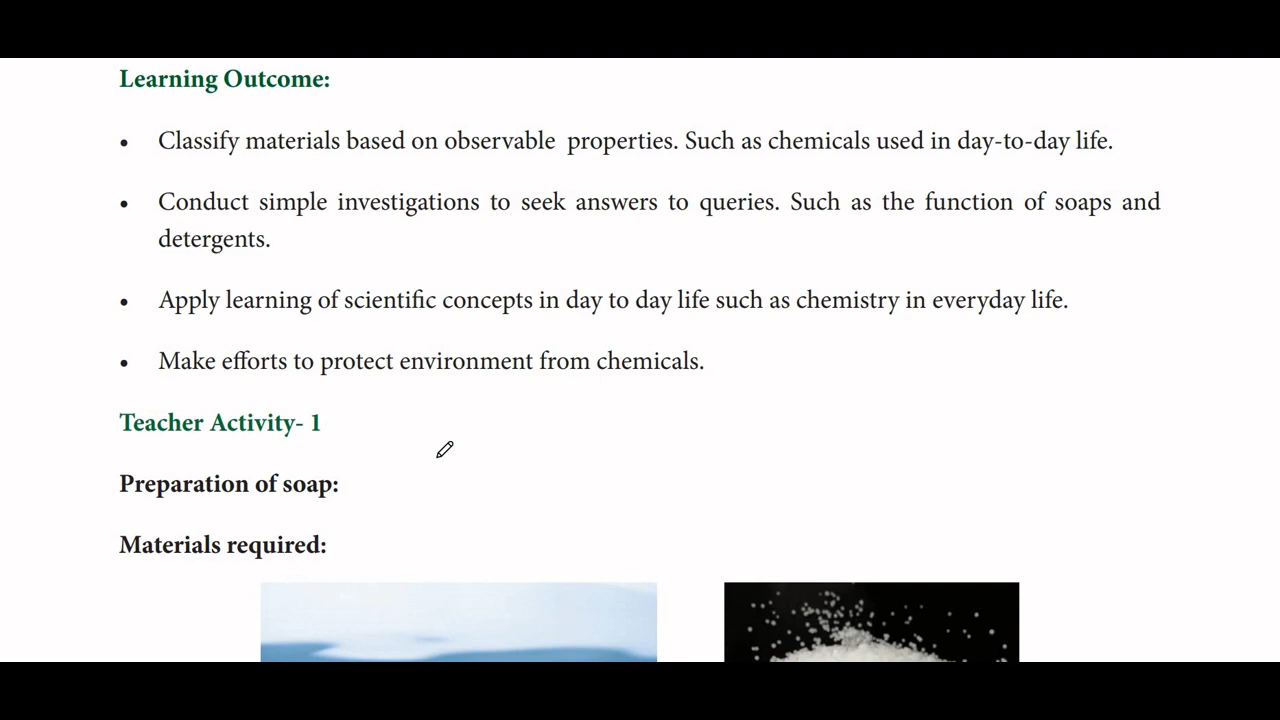 Learning Outcome:
• Classify materials based on observable properties. Such as chemicals used in day-to-day life.
• Conduct simple investigations to seek answers to queries. Such as the function of soaps and
detergents.
• Apply learning of scientific concepts in day to day life such as chemistry in everyday life.
• Make efforts to protect environment from chemicals.
Teacher Activity- 1
Preparation of soap:
Materials required: